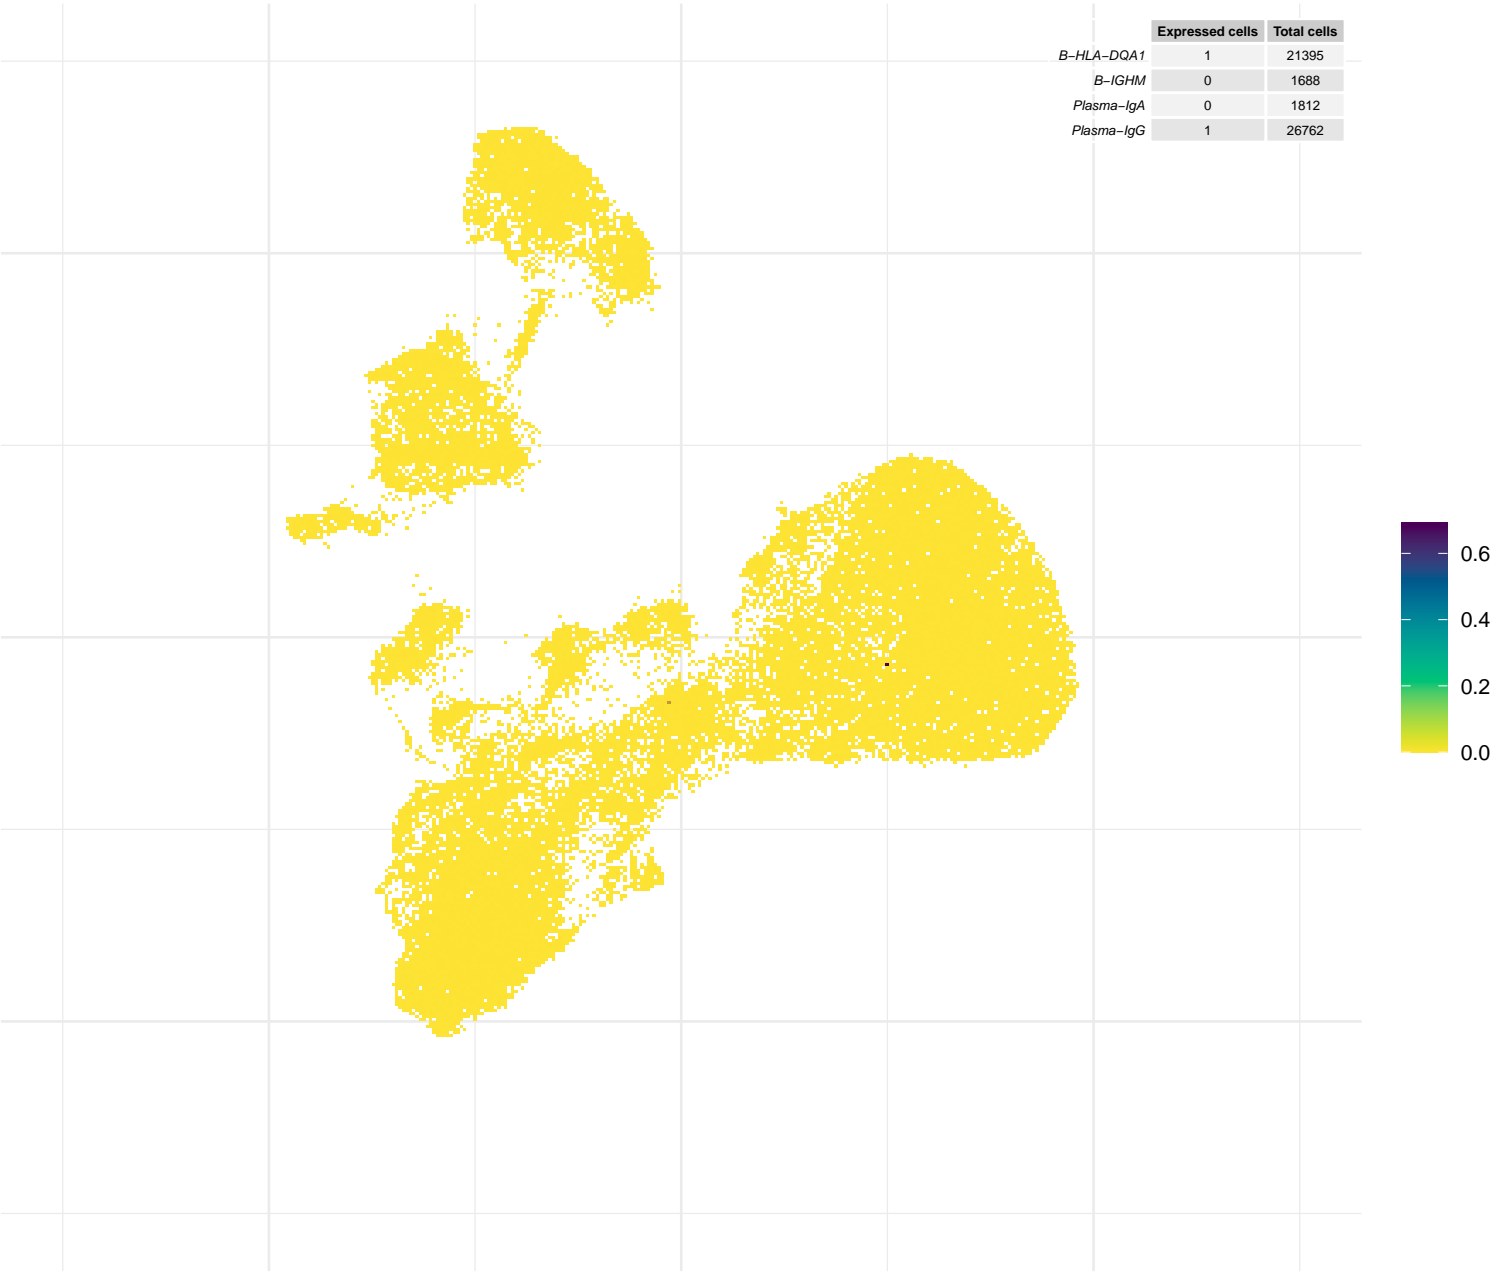 Expressed cells Total cells
B−HLA−DQA1 1 21395
B−IGHM 0 1688
Plasma−IgA 0 1812
Plasma−IgG 1 26762
0.6
0.4
0.2
0.0